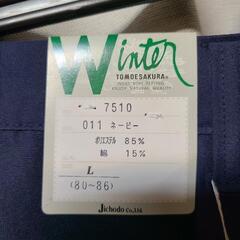 Winter
TOMOESAKURA®
7510
011 ネービー
ポリエステル 85%
綿 15%
L
(80~86)
Jichodo Co.,Ltd.